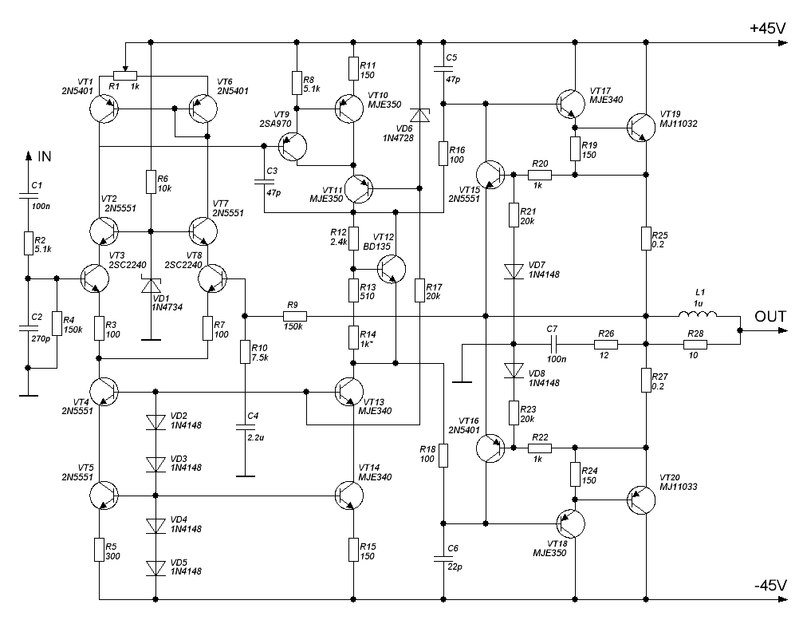 +45V
R11
150
C5
47p
VT1
2N5401
R1 1k
VT6
2N5401
R8
5.1k
VT10
MJE350
VT17
MJE340
VT9
2SA970
VD6
1N4728
VT19
MJ11032
IN
R16
100
R19
150
C1
100n
R6
10k
C3
47p
VT11
MJE350
VT15
2N5551
R20
1k
VT2
2N5551
VT7
2N5551
R21
20k
R2
5.1k
R12
2.4k
VT12
BD135
R25
0.2
VT3
2SC2240
VT8
2SC2240
VD1
1N4734
R13
510
R17
20k
VD7
1N4148
L1
1u
C2
270p
R4
150k
R3
100
R7
100
R9
150k
R14
1k*
C7
100n
R26
12
R28
10
OUT
R10
7.5k
VD8
1N4148
R27
0.2
VT4
2N5551
VT13
MJE340
VD2
1N4148
C4
2.2u
VT16
2N5401
R23
20k
R22
1k
VD3
1N4148
R18
100
VT5
2N5551
VT14
MJE340
R24
150
VT20
MJ11033
VD4
1N4148
R5
300
R15
150
C6
22p
VT18
MJE350
VD5
1N4148
-45V